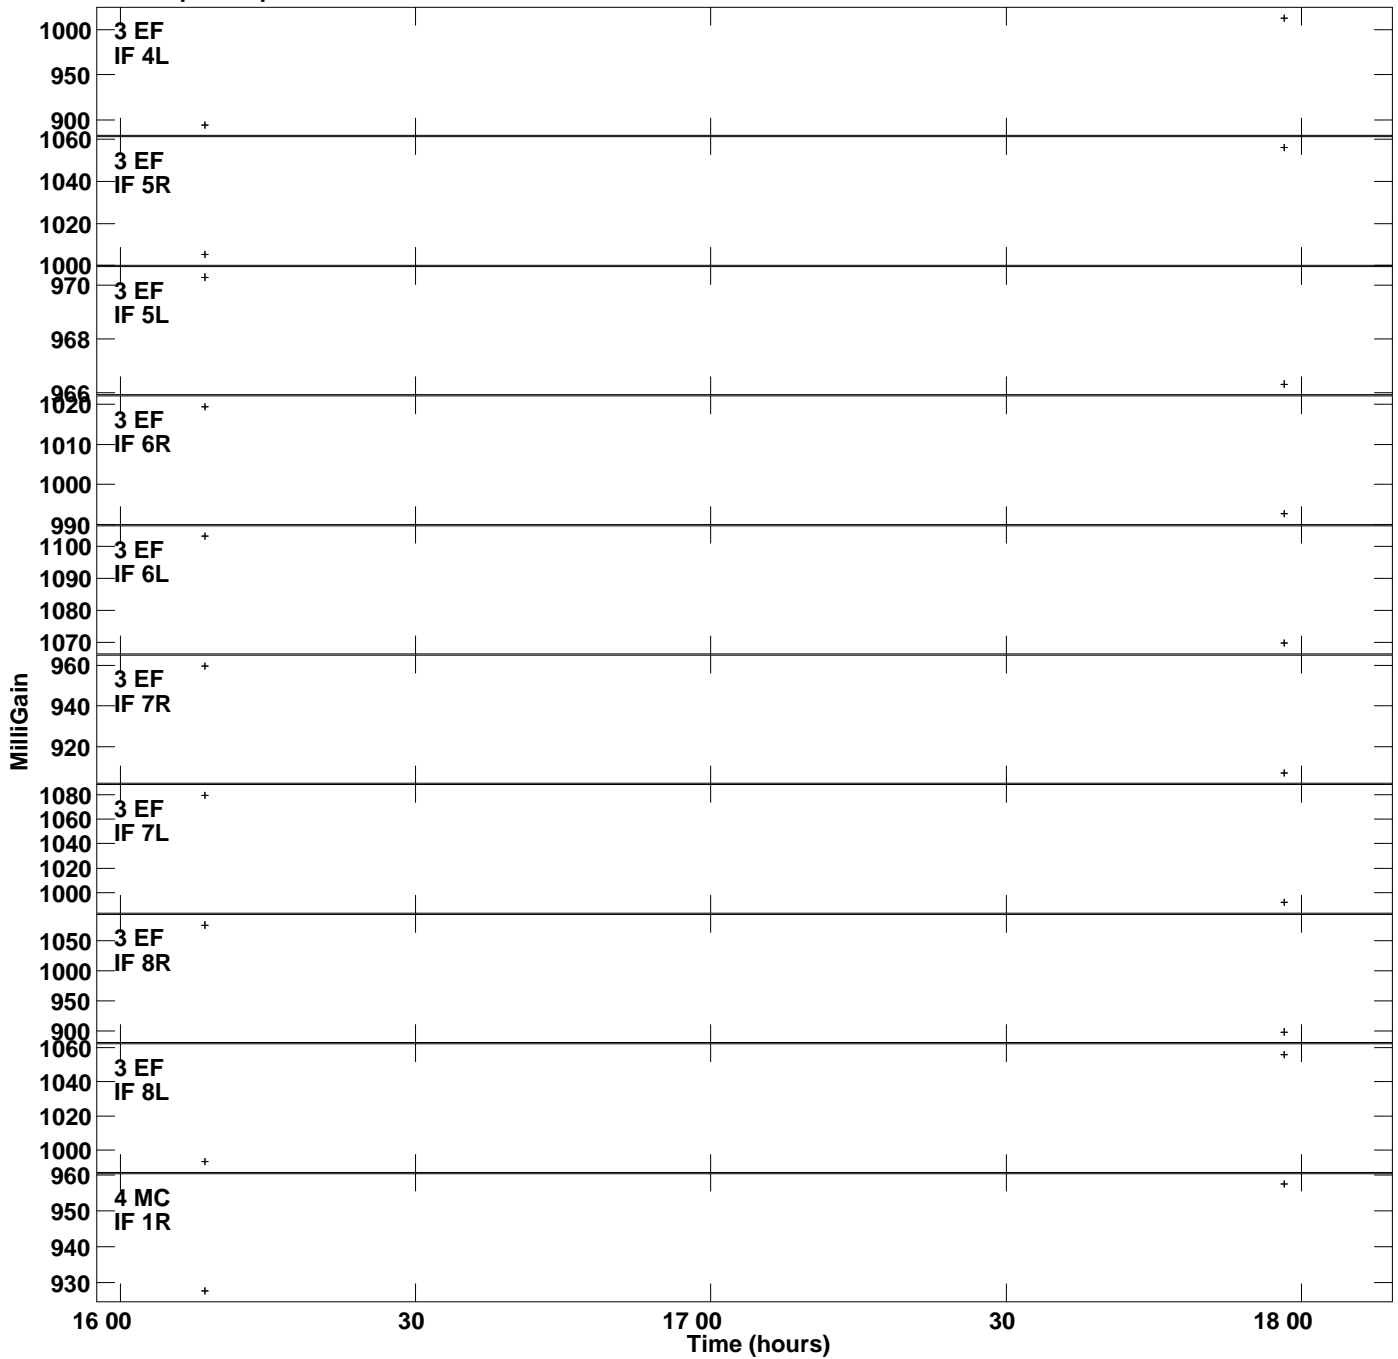 1000
3 EF
IF 4L
950
900
1060
3 EF
IF 5R
1040
1020
1000
970
3 EF
IF 5L
968
966
1020
3 EF
IF 6R
1010
1000
990
1100
3 EF
IF 6L
1090
1080
1070
960
3 EF
IF 7R
940
920
MilliGain
1080
3 EF
IF 7L
1060
1040
1020
1000
3 EF
1050
IF 8R
1000
950
900
1060
3 EF
IF 8L
1040
1020
1000
960
4 MC
IF 1R
950
940
930
16 00 30 17 00 30 18 00
Time (hours)